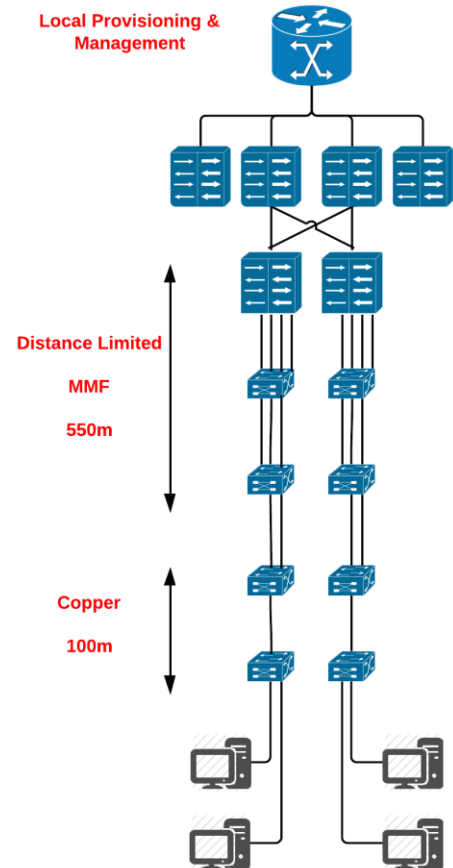 Local Provisioning &
Management
Distance Limited
MMF
550m
Copper
100m